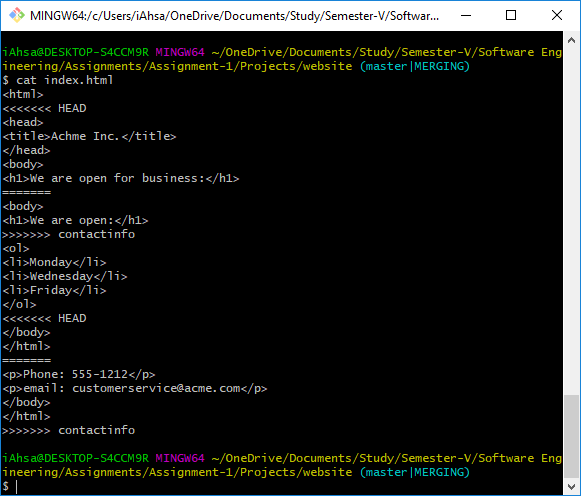 MINGW64:/c/Users/iAhsa/OneDrive/Documents/Study/Semester-V/Softwar...
iAhsa@DESKTOP-S4CCM9R MINGW64 ~/OneDrive/Documents/Study/Semester-V/Software Eng
ineering/Assignments/Assignment-1/Projects/website (master|MERGING)
$ cat index.html
<html>
<<<<<<< HEAD
<head>
<title>Achme Inc.</title>
</head>
<body>
<h1>We are open for business:</h1>
=======
<body>
<h1>We are open:</h1>
>>>>>>> contactinfo
<ol>
<li>Monday</li>
<li>Wednesday</li>
<li>Friday</li>
</ol>
<<<<<<< HEAD
</body>
</html>
=======
<p>Phone: 555-1212</p>
<p>email: customerservice@acme.com</p>
</body>
</html>
>>>>>>> contactinfo
iAhsa@DESKTOP-S4CCM9R MINGW64 ~/OneDrive/Documents/Study/Semester-V/Software Eng
ineering/Assignments/Assignment-1/Projects/website (master|MERGING)
$